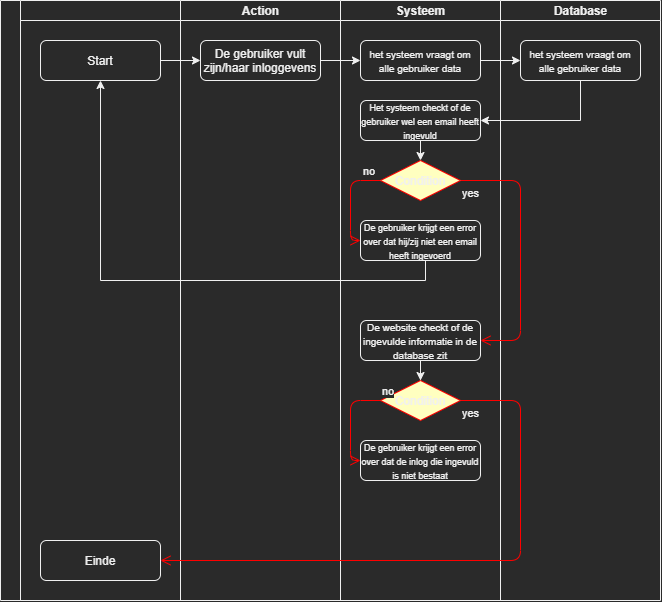 Action
Systeem
Database
Start
De gebruiker vult
zijn/haar inloggevens
het systeem vraagt om
alle gebruiker data
het systeem vraagt om
alle gebruiker data
Het systeem checkt of de
gebruiker wel een email heeft
ingevuld
no
condition
yes
De gebruiker krijgt een error
over dat hij/zij niet een email
heeft ingevoerd
De website checkt of de
ingevulde informatie in de
database zit
no
condition
yes
De gebruiker krijgt een error
over dat de inlog die ingevuld
is niet bestaat
Einde